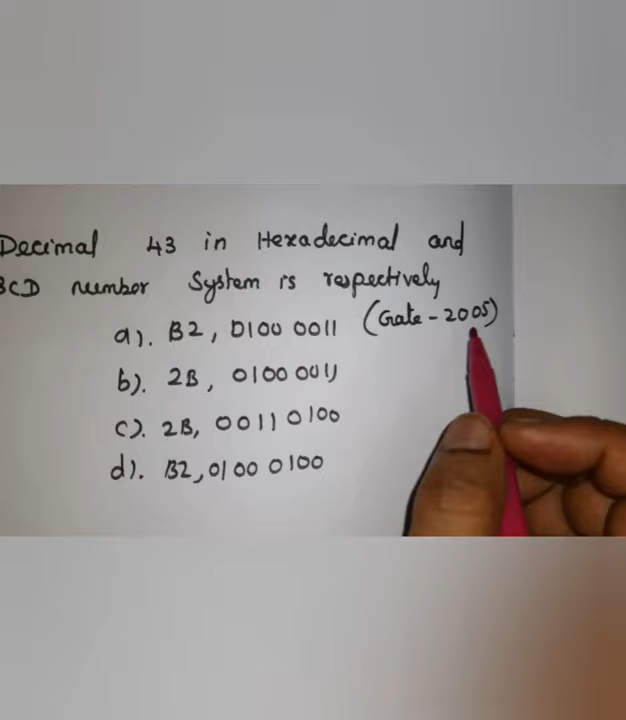 Decimal 43 in Hexadecimal and
BCD number System is respectively
(Gate - 2005)
a). B2, 0100 0011
b). 2B, 0100 0011
c). 2B, 0011 0100
d). B2, 0100 0100